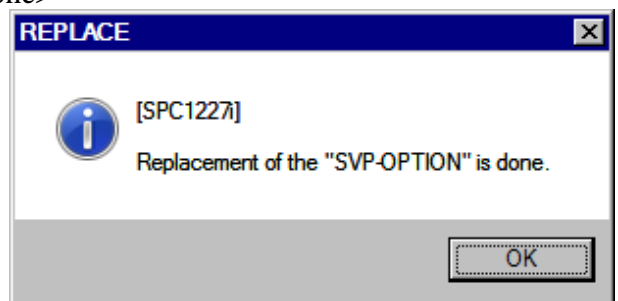 REPLACE
[SPC1227i]
Replacement of the "SVP-OPTION" is done.
OK